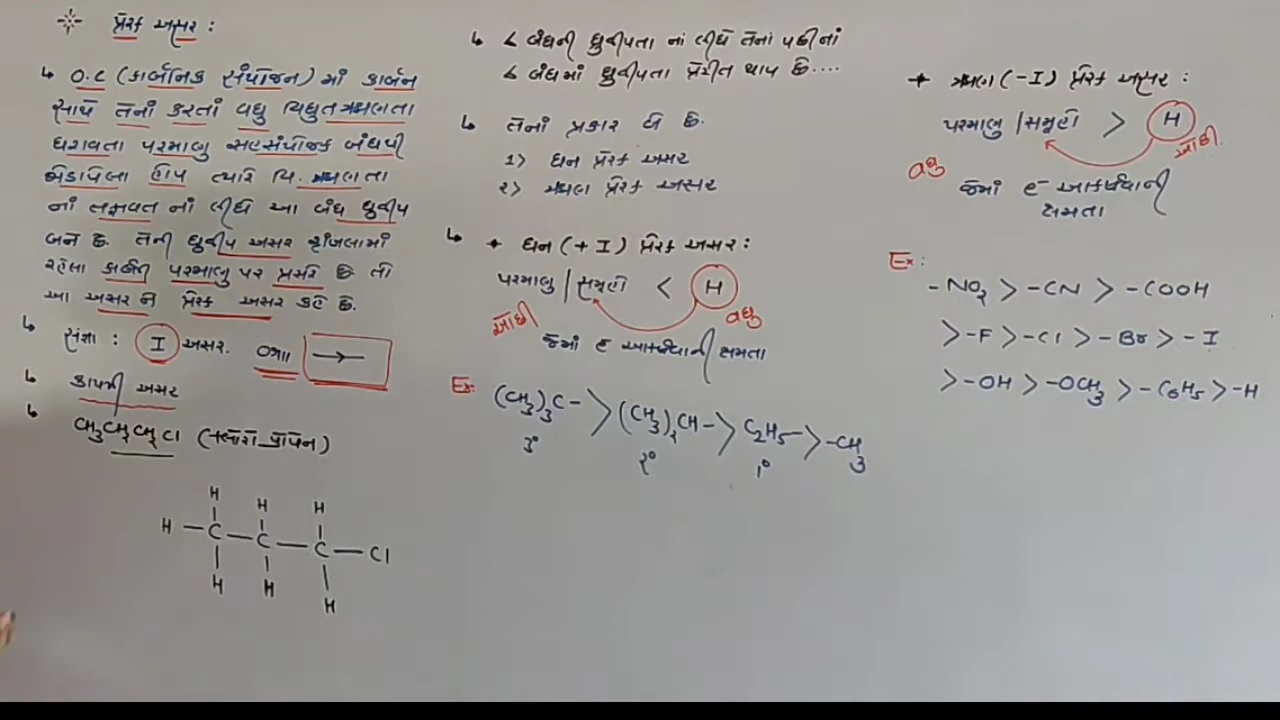 પ્રેરક અસર :
↳ O.C (કાર્બનિક સંયોજન) માં કાર્બન
સાથે તેનાં કરતાં વધુ વિદ્યુતઋણતા
ધરાવતા પરમાણુ સહસંયોજક બંધથી
જોડાયેલા હોય ત્યારે વિ. ઋણતા
નાં તફાવત નાં લીધે આ બંધ ધ્રુવીય
બને છે. તેની ધ્રુવીય અસર શૃંખલામાં
રહેલા કાર્બન પરમાણુ પર પ્રસરે છે તો
આ અસર ને પ્રેરક અસર કહે છે.
↳ સંજ્ઞા : I અસર. →
↳ કાયમી અસર
↳ CH3CH2CH2Cl (ક્લોરો પ્રોપેન)
H H H
H – C – C – C – Cl
H H H
↳ બંધની ધ્રુવીયતા નાં લીધે તેનાં પછીનાં
બંધમાં ધ્રુવીયતા પ્રેરીત થાય છે....
↳ તેનાં પ્રકાર છે.
૧> ધન પ્રેરક અસર
૨> ઋણ પ્રેરક અસર
↳ * ધન (+ I) પ્રેરક અસર :
પરમાણુ / સમૂહો < H
ઓછી વધુ
જેમાં e⁻ આકર્ષવાની ક્ષમતા
Ex:
(CH3)3C – > (CH3)2CH – > C2H5 – > -CH3
3° 2° 1°
* ઋણ (-I) પ્રેરક અસર :
પરમાણુ / સમૂહો > H
વધુ ઓછી
જેમાં e⁻ આકર્ષવાની
ક્ષમતા
Ex:
-NO2 > -CN > -COOH
> -F > -Cl > -Br > -I
> -OH > -OCH3 > -C6H5 > -H